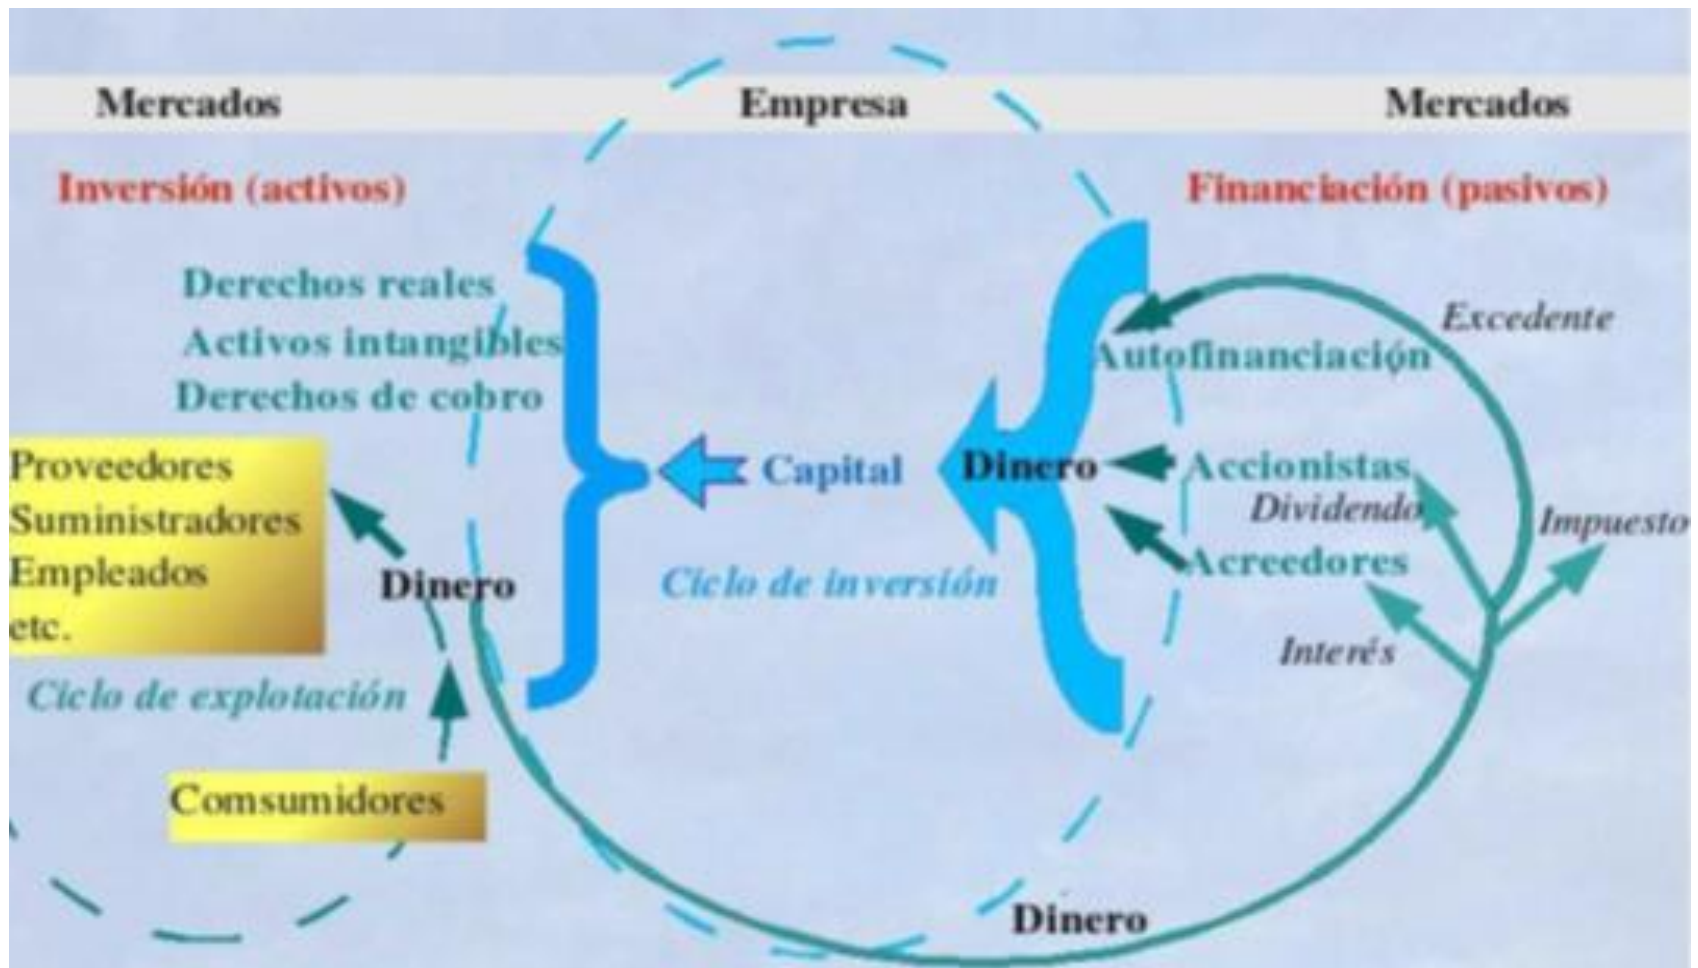 Mercados
Empresa
Mercados
Inversión (activos)
Financiación (pasivos)
Derechos reales
Activos intangibles
Derechos de cobro
Excedente
Autofinanciación
Proveedores
Suministradores
Empleados
etc.
Capital
Dinero
Accionistas
Dividendo
Impuesto
Acreedores
Dinero
Ciclo de inversión
Interés
Ciclo de explotación
Comsumidores
Dinero